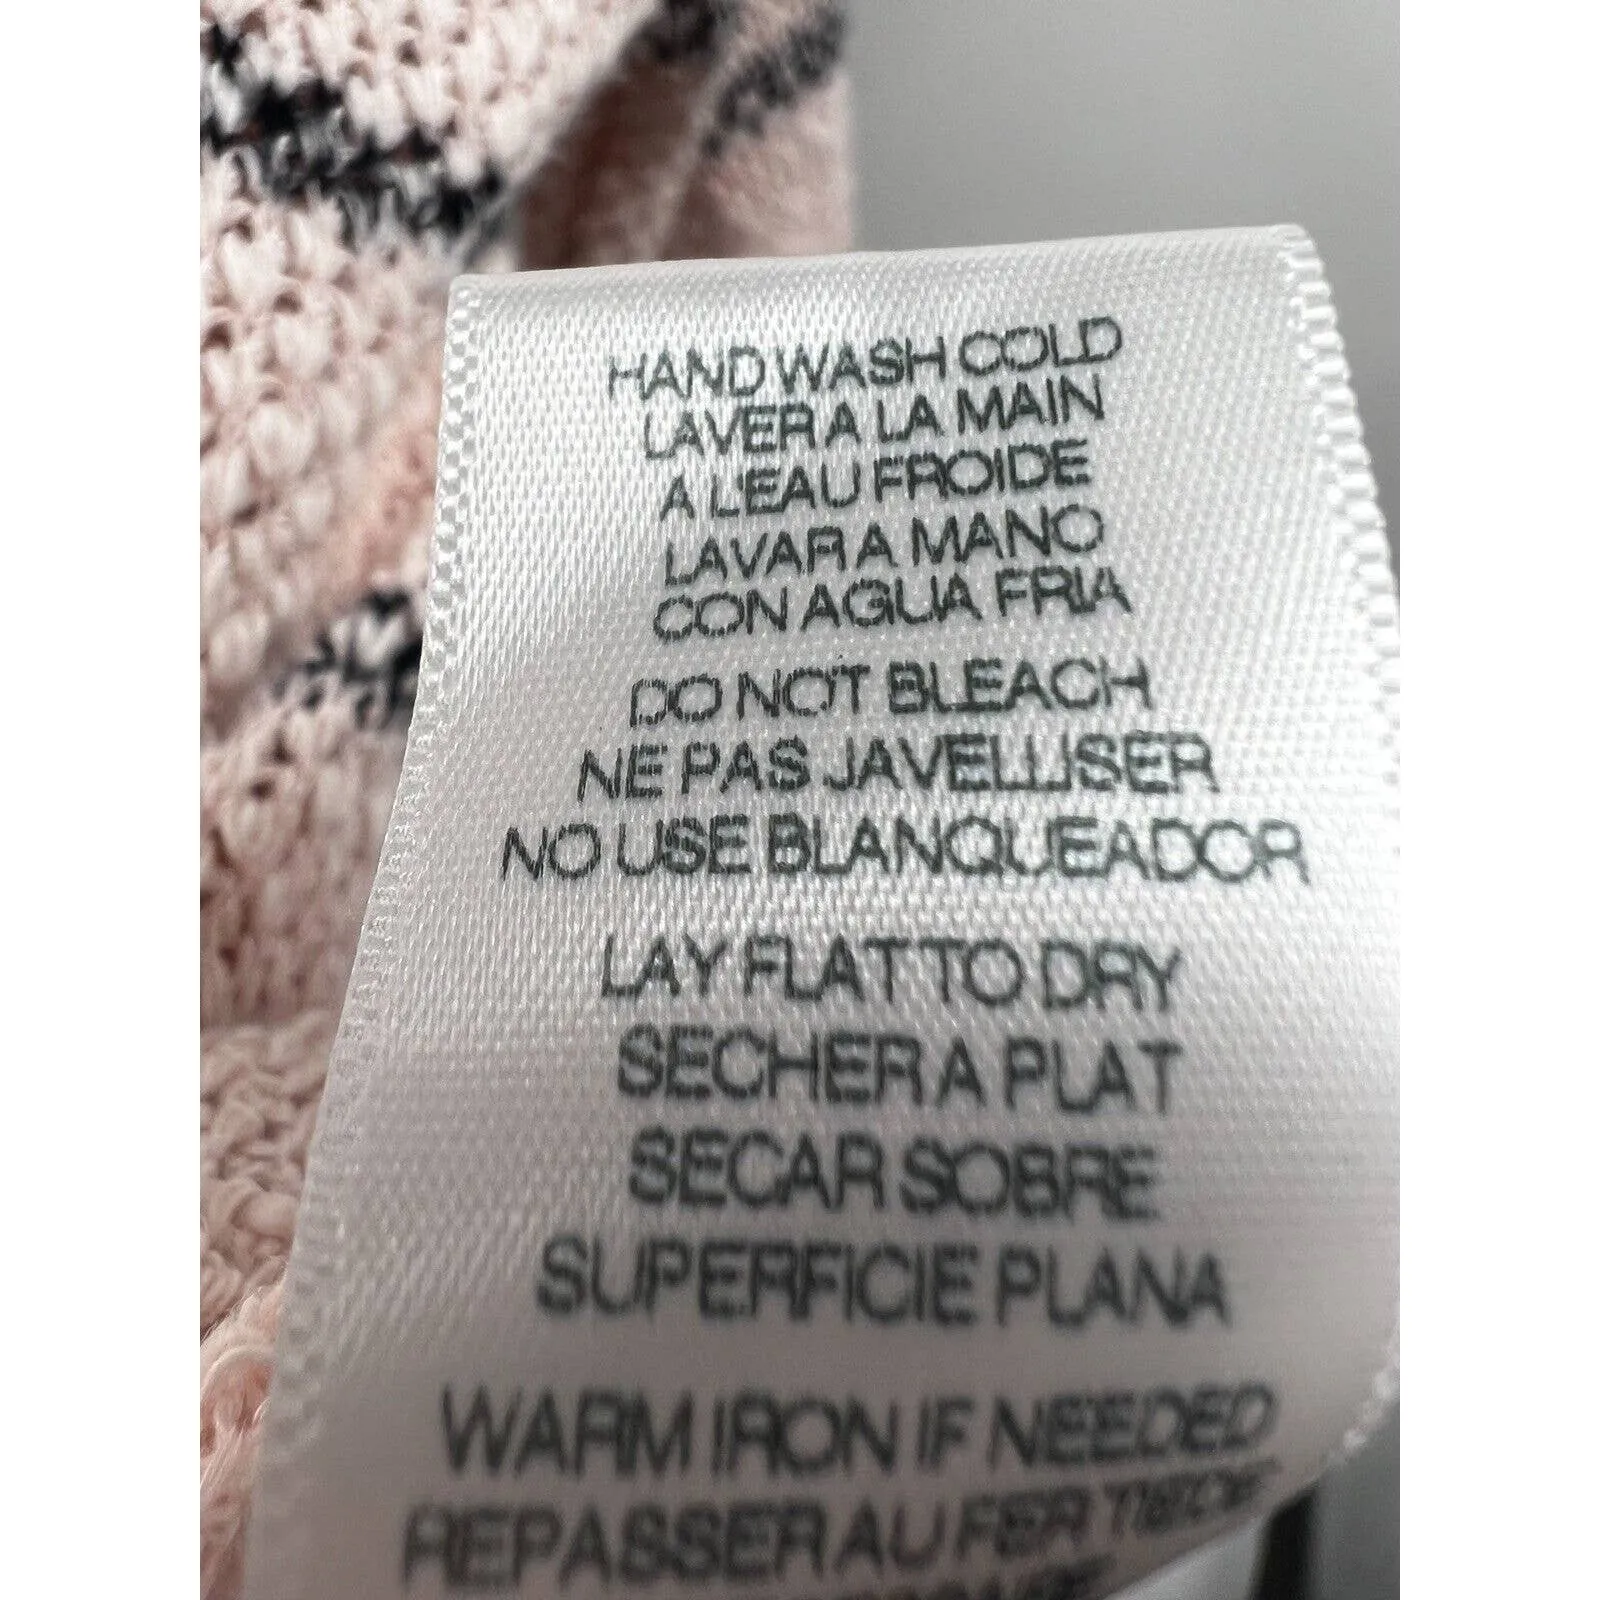 HAND WASH COLD
LAVER A LA MAIN
A L'EAU FROIDE
LAVAR A MANO
CON AGUA FRIA
DO NOT BLEACH
NE PAS JAVELLISER
NO USE BLANQUEADOR
LAY FLAT TO DRY
SECHER A PLAT
SECAR SOBRE
SUPERFICIE PLANA
WARM IRON IF NEEDED
REPASSER AU FER TIEDE